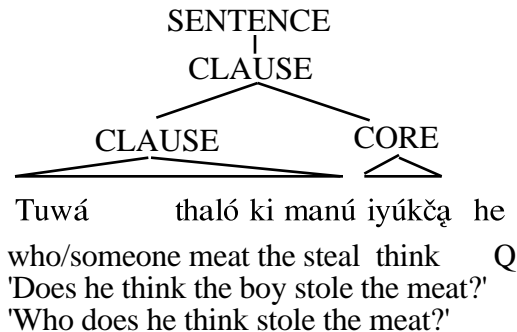 SENTENCE
CLAUSE
CLAUSE CORE
Tuwá thaló ki manú iyúkčą he
who/someone meat the steal think Q
'Does he think the boy stole the meat?'
'Who does he think stole the meat?'